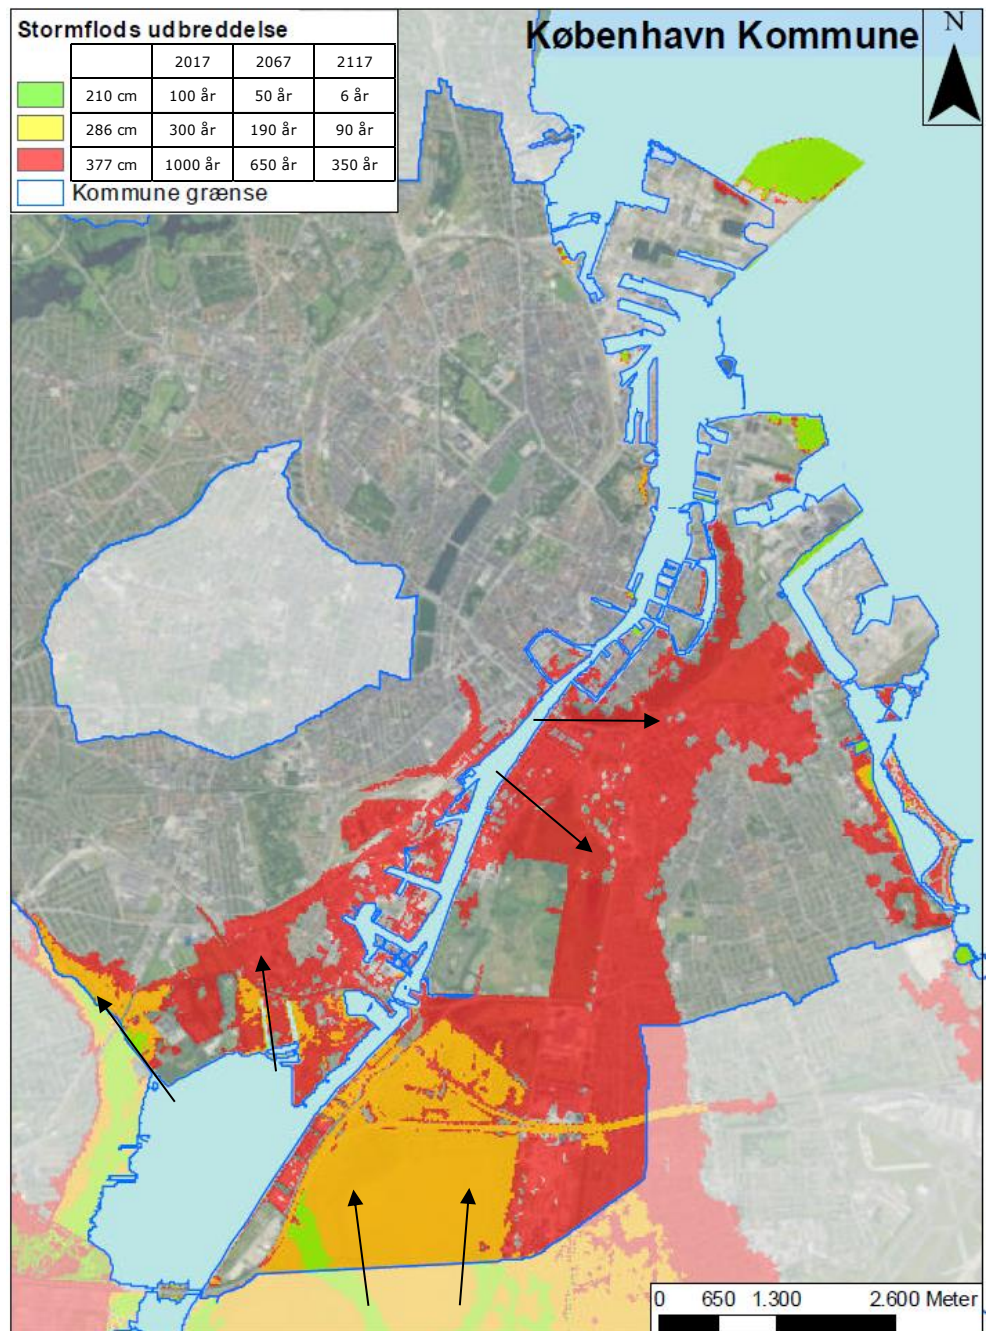 Stormflods udbreddelse
2017 2067 2117
210 cm 100 år 50 år 6 år
286 cm 300 år 190 år 90 år
377 cm 1000 år 650 år 350 år
Kommune grænse
København Kommune
N
0 650 1.300 2.600 Meter